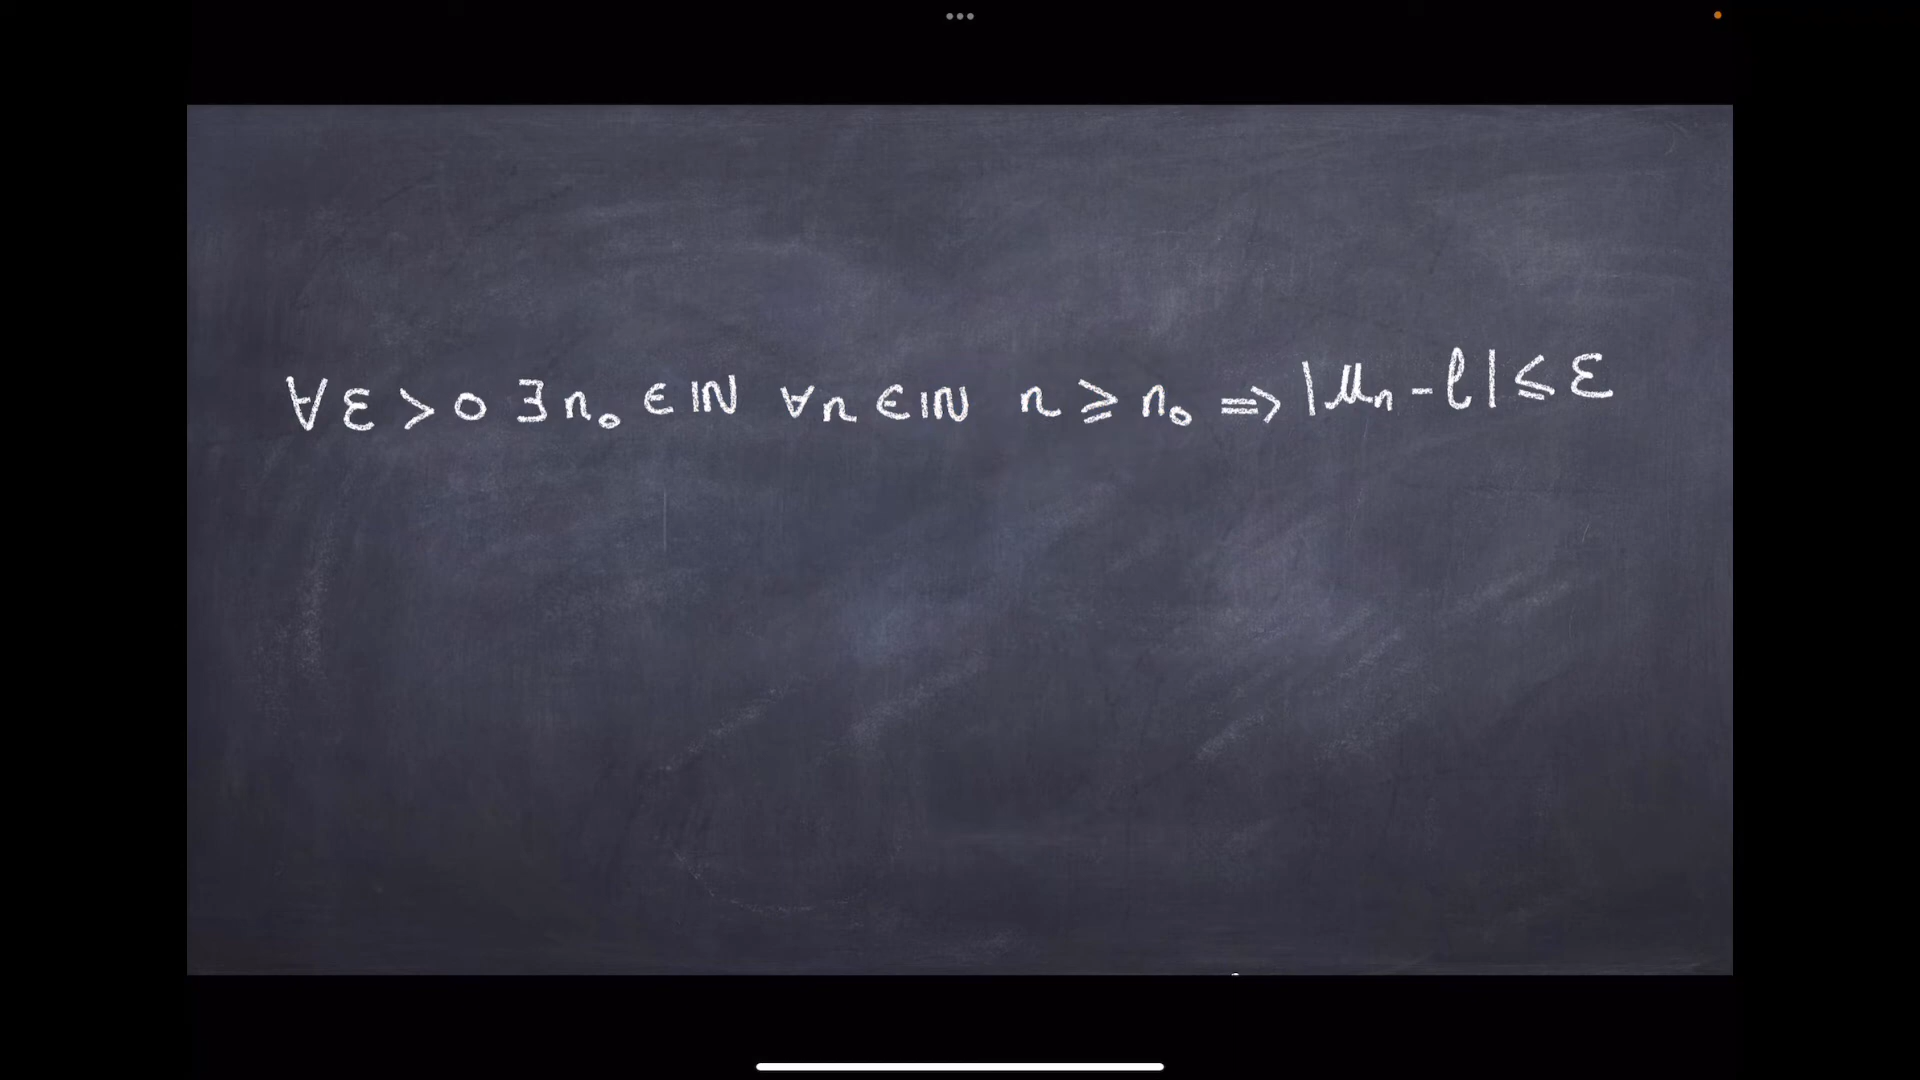 ∀ε > 0 ∃n₀ ∈ ℕ ∀n ∈ ℕ n ⩾ n₀ ⇒ |uₙ - ℓ| ⩽ ε